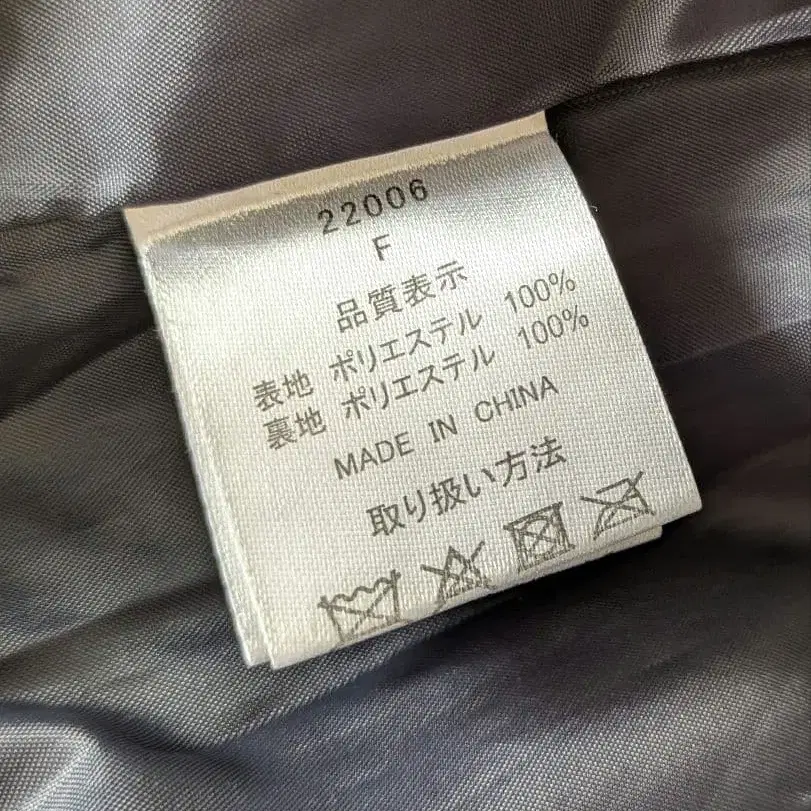 22006
F
品質表示
表地 ポリエステル 100%
裏地 ポリエステル 100%
MADE IN CHINA
取り扱い方法